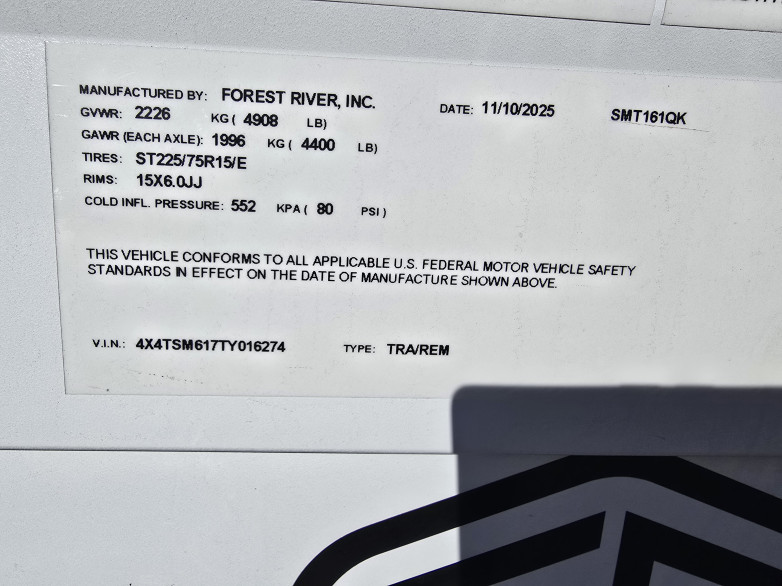 MANUFACTURED BY: FOREST RIVER, INC. DATE: 11/10/2025 SMT161QK
GVWR: 2226 KG ( 4908 LB)
GAWR (EACH AXLE): 1996 KG ( 4400 LB)
TIRES: ST225/75R15/E
RIMS: 15X6.0JJ
COLD INFL. PRESSURE: 552 KPA ( 80 PSI )
THIS VEHICLE CONFORMS TO ALL APPLICABLE U.S. FEDERAL MOTOR VEHICLE SAFETY
STANDARDS IN EFFECT ON THE DATE OF MANUFACTURE SHOWN ABOVE.
V.I.N.: 4X4TSM617TY016274 TYPE: TRA/REM